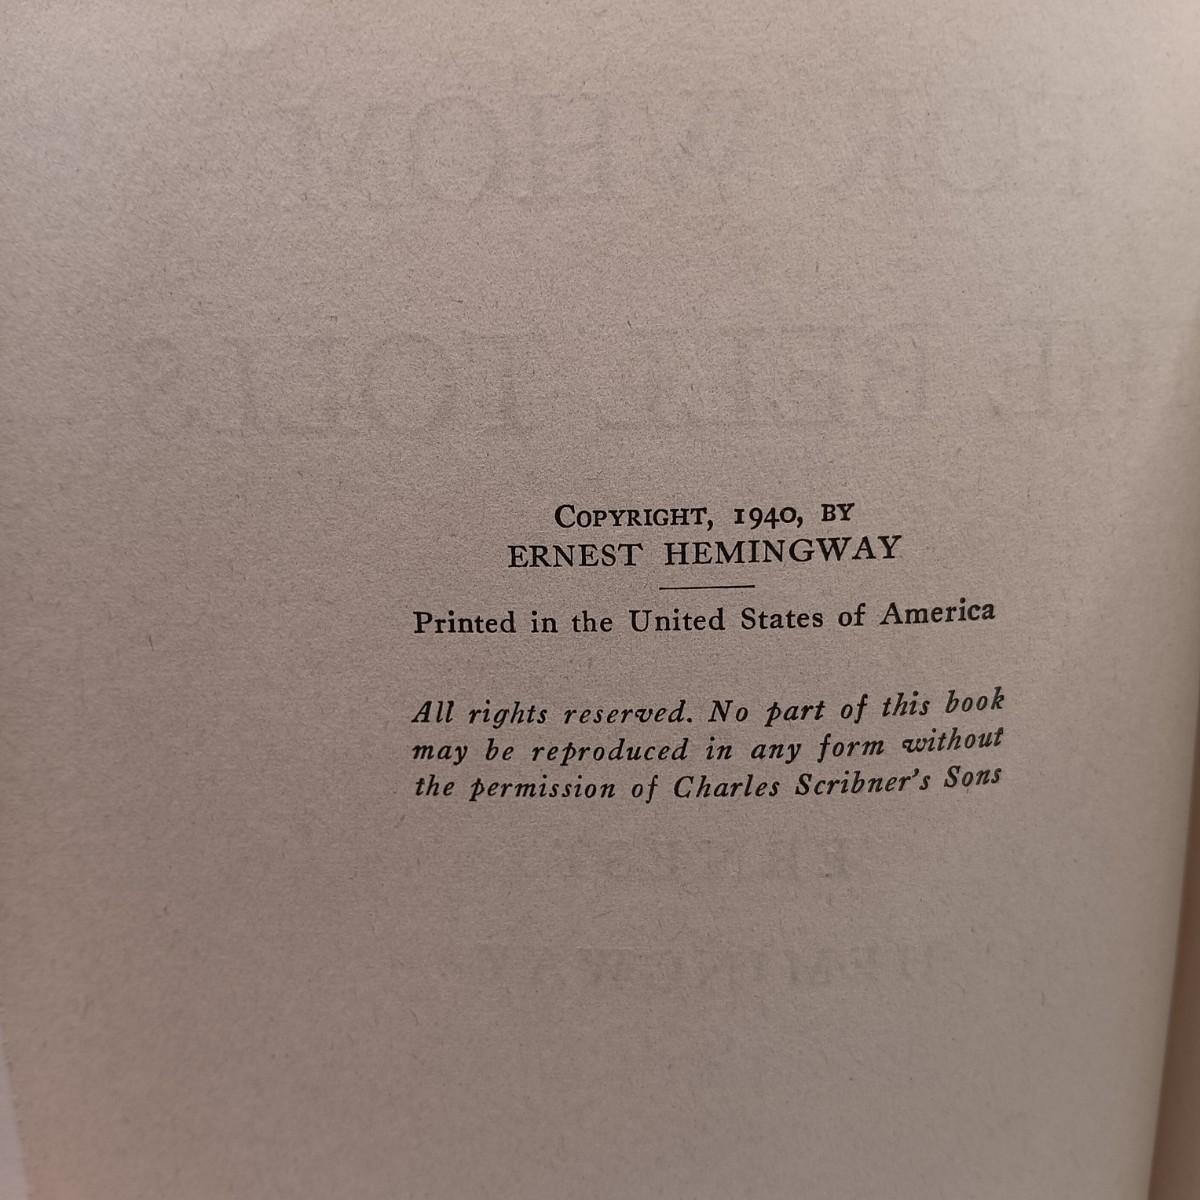 COPYRIGHT, 1940, BY
ERNEST HEMINGWAY
Printed in the United States of America
All rights reserved. No part of this book
may be reproduced in any form without
the permission of Charles Scribner's Sons